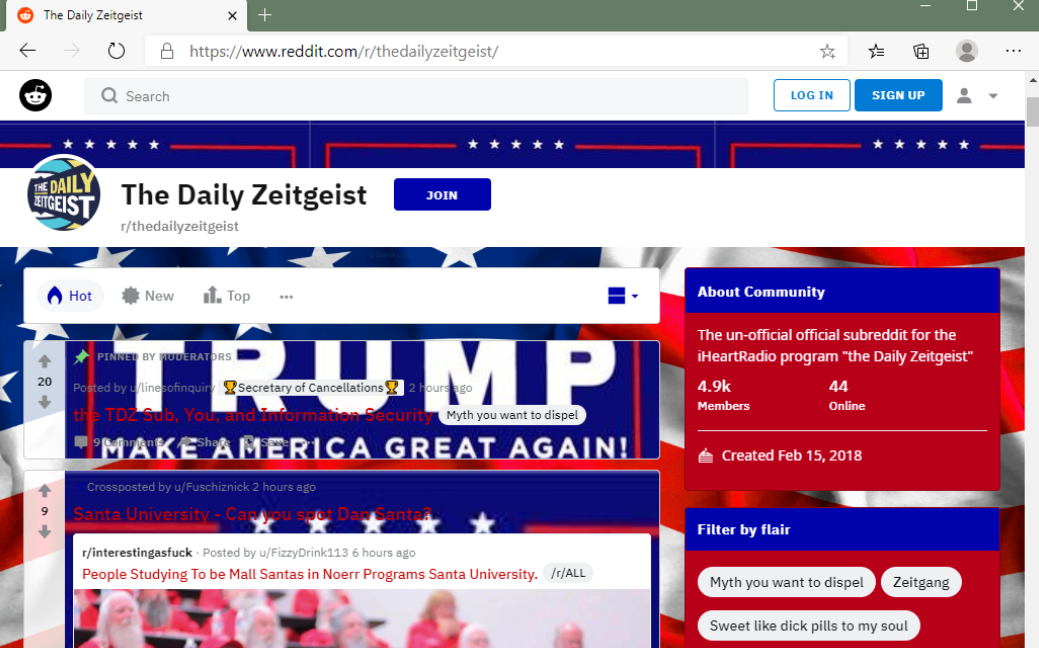 The Daily Zeitgeist
https://www.reddit.com/r/thedailyzeitgeist/
Search
LOG IN
SIGN UP
THE DAILY ZEITGEIST
The Daily Zeitgeist
JOIN
r/thedailyzeitgeist
Hot
New
Top
About Community
The un-official official subreddit for the
iHeartRadio program "the Daily Zeitgeist"
4.9k 44
Members Online
Created Feb 15, 2018
TRUMP
PINNED BY MODERATORS
20
Posted by u/linesofinquiry 🏆Secretary of Cancellations🏆 2 hours ago
the TDZ Sub, You, and Information Security Myth you want to dispel
9 Comments Share Save
MAKE AMERICA GREAT AGAIN!
Crossposted by u/Fuschiznick 2 hours ago
9
Santa University - Can you spot Dan Santa?
r/interestingasfuck · Posted by u/FizzyDrink113 6 hours ago
People Studying To be Mall Santas in Noerr Programs Santa University. /r/ALL
Filter by flair
Myth you want to dispel
Zeitgang
Sweet like dick pills to my soul